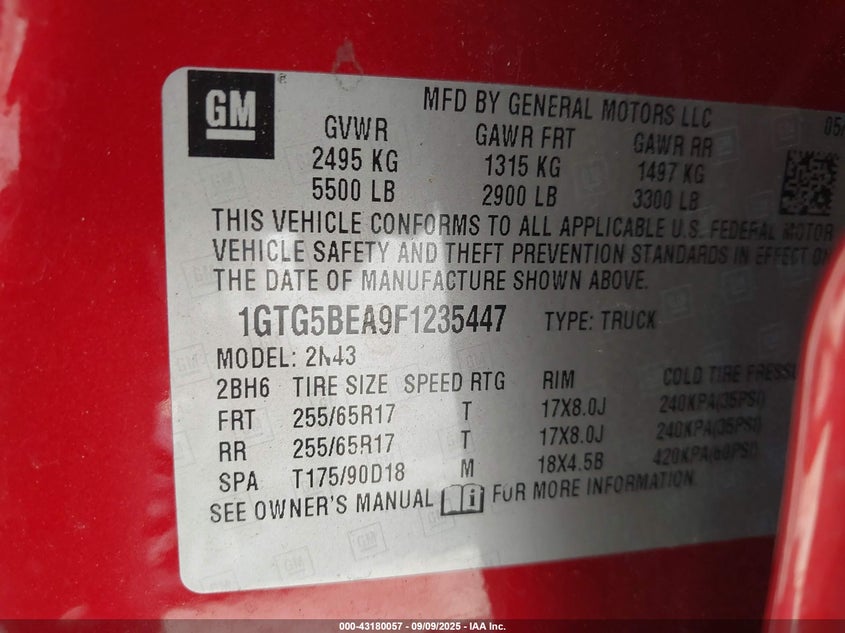 GM
MFD BY GENERAL MOTORS LLC
05/
GVWR GAWR FRT GAWR RR
2495 KG 1315 KG 1497 KG
5500 LB 2900 LB 3300 LB
THIS VEHICLE CONFORMS TO ALL APPLICABLE U.S. FEDERAL MOTOR
VEHICLE SAFETY AND THEFT PREVENTION STANDARDS IN EFFECT ON
THE DATE OF MANUFACTURE SHOWN ABOVE.
1GTG5BEA9F1235447 TYPE: TRUCK
MODEL: 2N43
2BH6 TIRE SIZE SPEED RTG RIM COLD TIRE PRESSU
FRT 255/65R17 T 17X8.0J 240KPA(35PSI)
RR 255/65R17 T 17X8.0J 240KPA(35PSI)
SPA T175/90D18 M 18X4.5B 420KPA(60PSI)
SEE OWNER'S MANUAL FOR MORE INFORMATION.
000-43180057 - 09/09/2025 - IAA Inc.